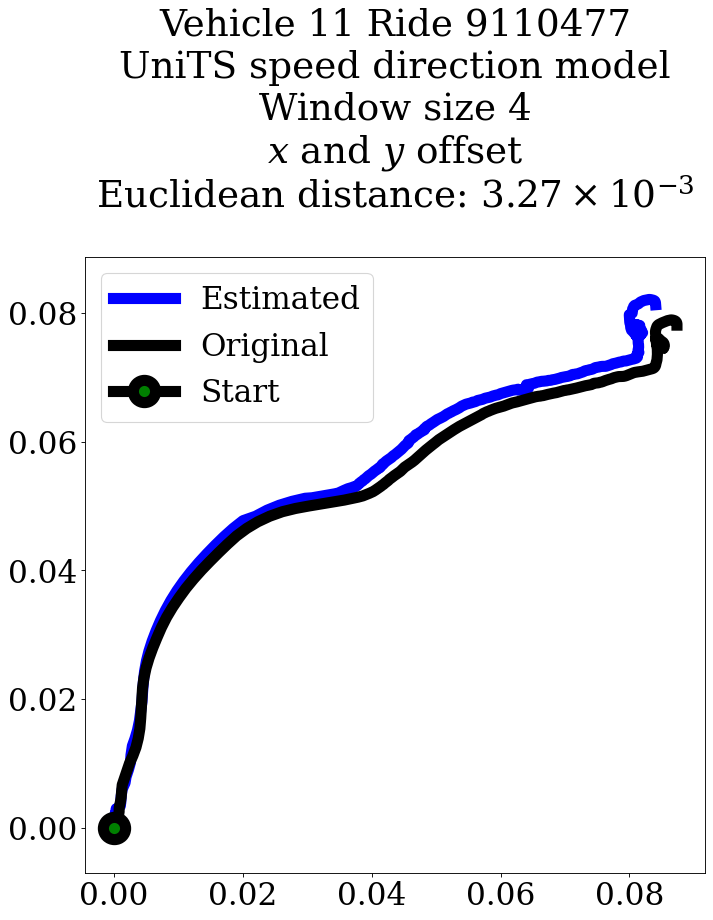 Vehicle 11 Ride 9110477
UniTS speed direction model
Window size 4
x and y offset
Euclidean distance: 3.27 × 10⁻³
Estimated
Original
Start
0.08
0.06
0.04
0.02
0.00
0.00 0.02 0.04 0.06 0.08